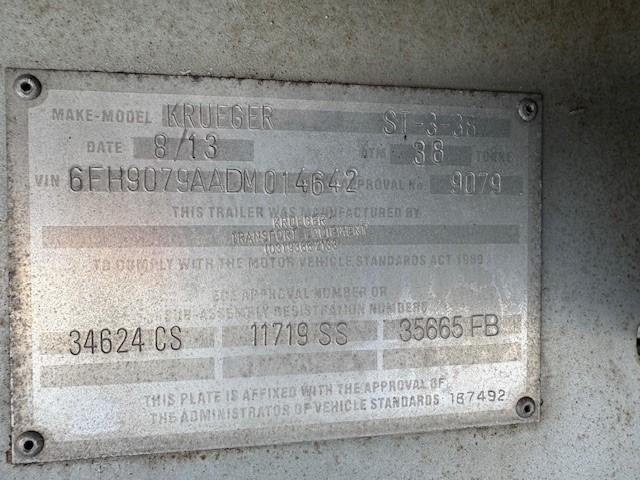 MAKE-MODEL KRUEGER ST-3-38
DATE 8/13 ATM 38 TONNE
VIN 6FH9079AADM014642 APPROVAL No. 9079
THIS TRAILER WAS MANUFACTURED BY
KRUEGER
TRANSPORT EQUIPMENT
TO COMPLY WITH THE MOTOR VEHICLE STANDARDS ACT 1989
CDE APPROVAL NUMBER OR
SUB-ASSEMBLY REGISTRATION NUMBERS
34624 CS 11719 SS 35665 FB
THIS PLATE IS AFFIXED WITH THE APPROVAL OF
THE ADMINISTRATOR OF VEHICLE STANDARDS 187492